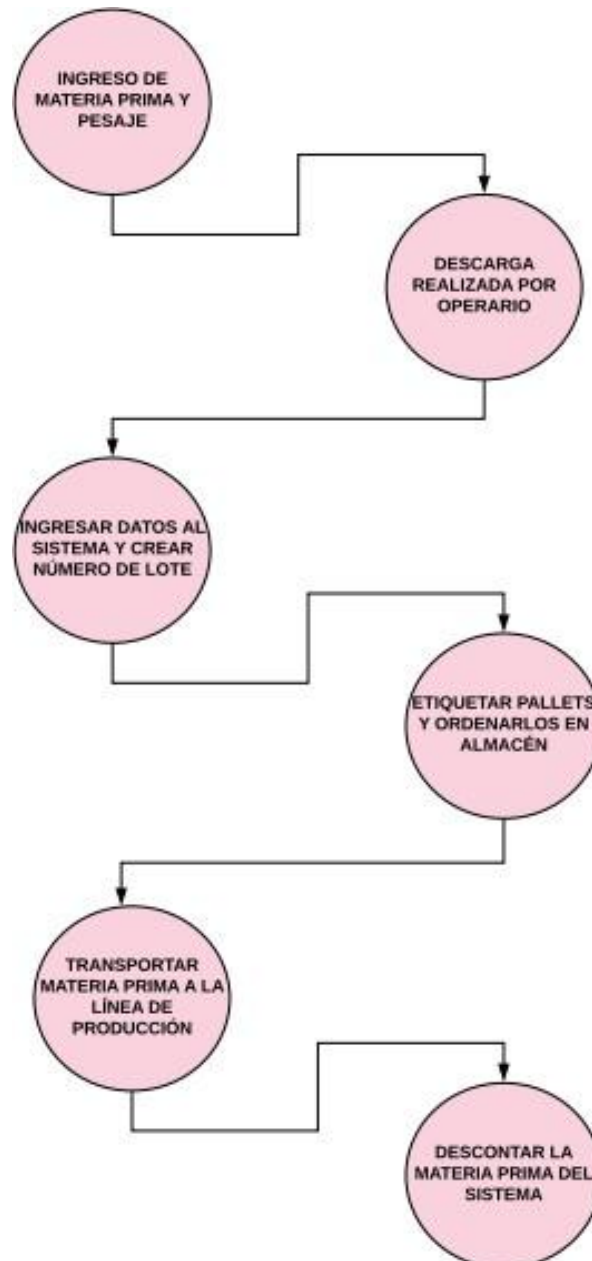 INGRESO DE
MATERIA PRIMA Y
PESAJE
DESCARGA
REALIZADA POR
OPERARIO
INGRESAR DATOS AL
SISTEMA Y CREAR
NÚMERO DE LOTE
ETIQUETAR PALLETS
Y ORDENARLOS EN
ALMACÉN
TRANSPORTAR
MATERIA PRIMA A LA
LÍNEA DE
PRODUCCIÓN
DESCONTAR LA
MATERIA PRIMA DEL
SISTEMA